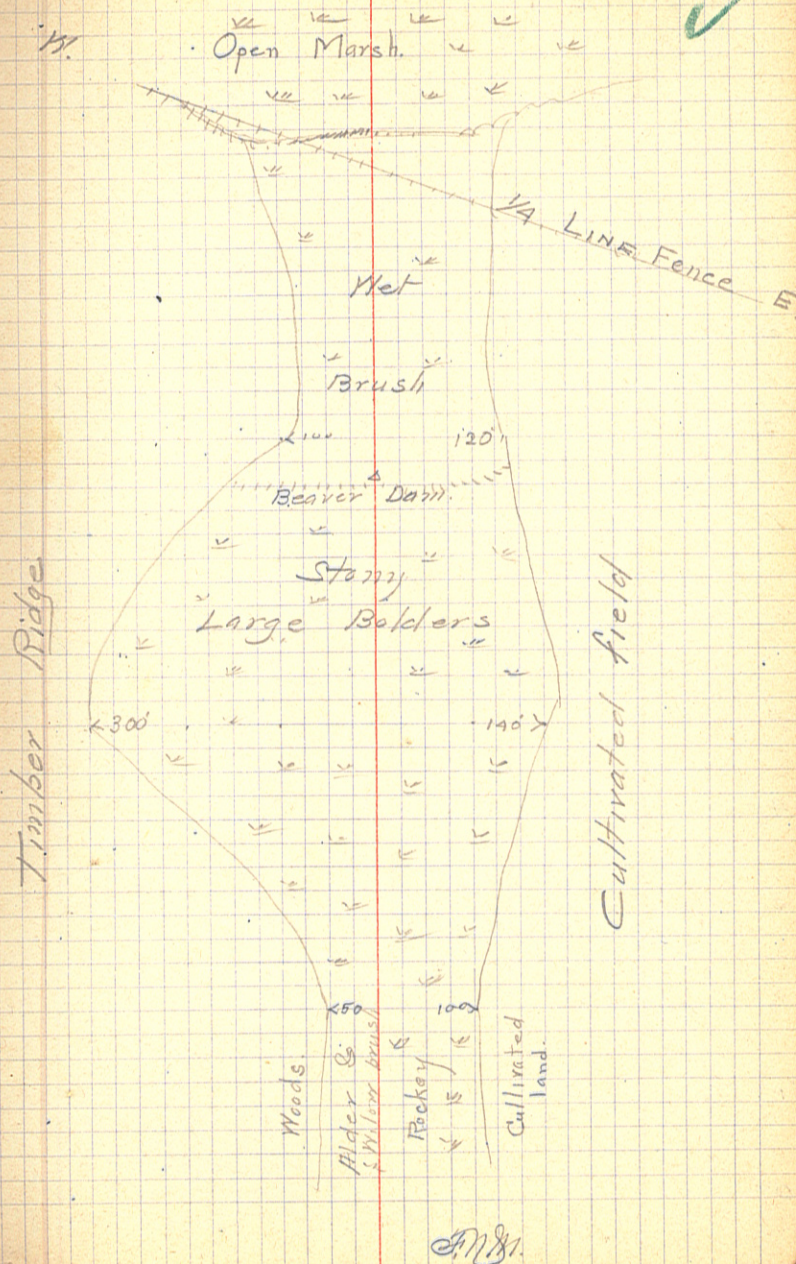 W.
Open Marsh.
1/4 LINE Fence E.
Wet
Brush
<100 120'
Beaver Dam.
Stony
Large Bolders
Timber Ridge
Cultivated field
<300' 140'>
<50 100>
Woods.
Alder &
Wilow brush
Rockey
Cultivated
land.